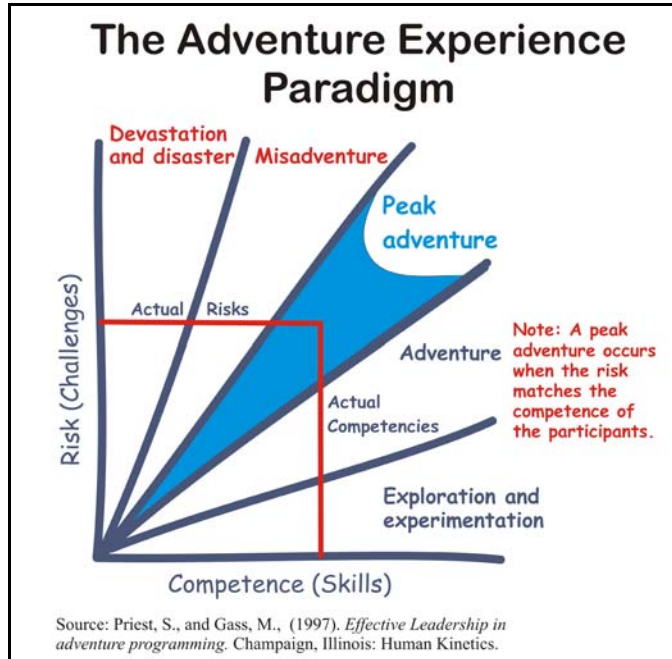 The Adventure Experience
Paradigm
Devastation
and disaster
Misadventure
Peak
adventure
Actual Risks
Risk (Challenges)
Adventure
Note: A peak
adventure occurs
when the risk
matches the
competence of
the participants.
Actual
Competencies
Exploration and
experimentation
Competence (Skills)
Source: Priest, S., and Gass, M., (1997). Effective Leadership in
adventure programming. Champaign, Illinois: Human Kinetics.